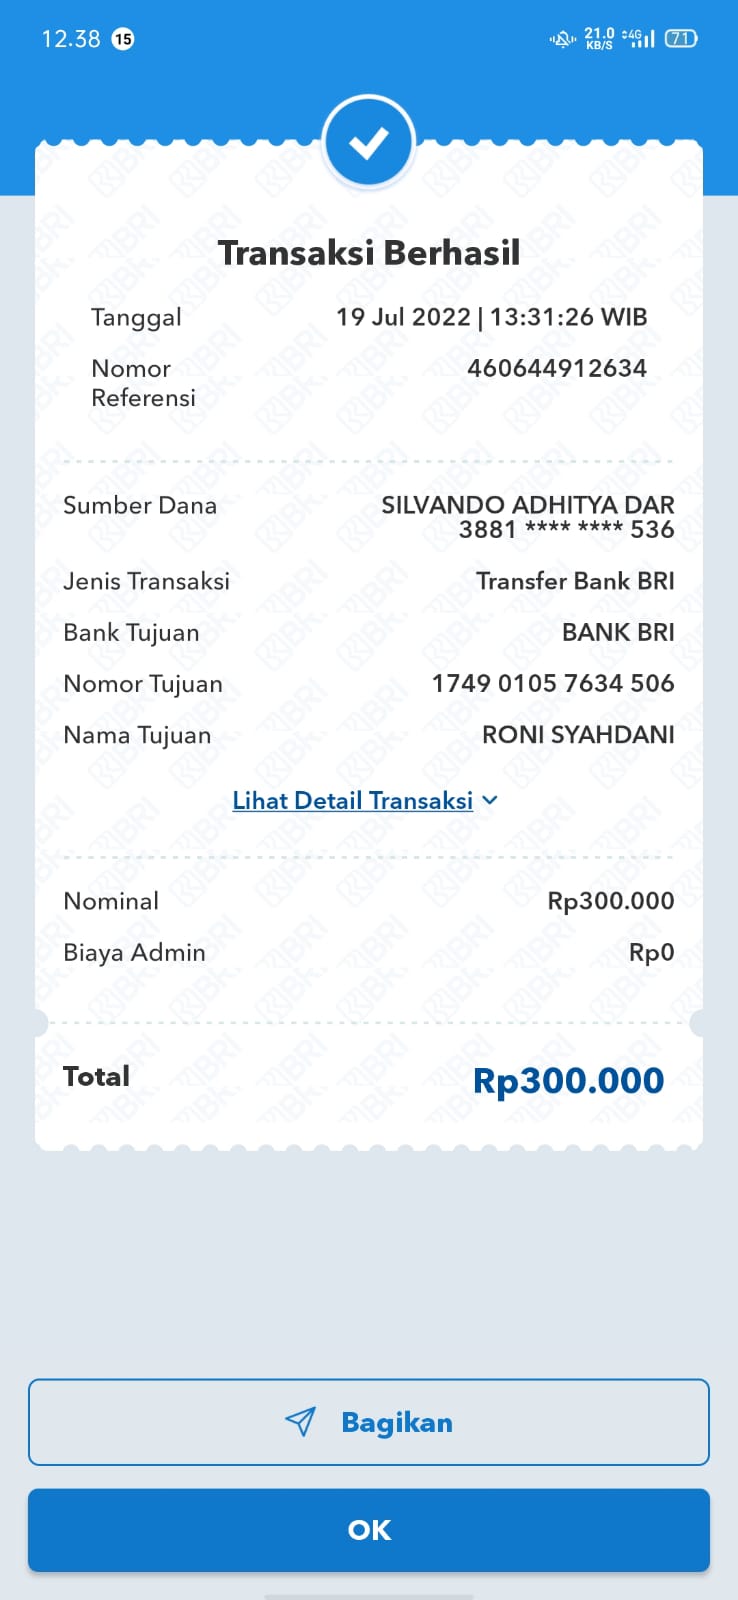 12.38 15 21.0 KB/S 4G 71
Transaksi Berhasil
Tanggal 19 Jul 2022 | 13:31:26 WIB
Nomor Referensi 460644912634
Sumber Dana SILVANDO ADHITYA DAR
3881 **** **** 536
Jenis Transaksi Transfer Bank BRI
Bank Tujuan BANK BRI
Nomor Tujuan 1749 0105 7634 506
Nama Tujuan RONI SYAHDANI
Lihat Detail Transaksi
Nominal Rp300.000
Biaya Admin Rp0
Total Rp300.000
Bagikan
OK